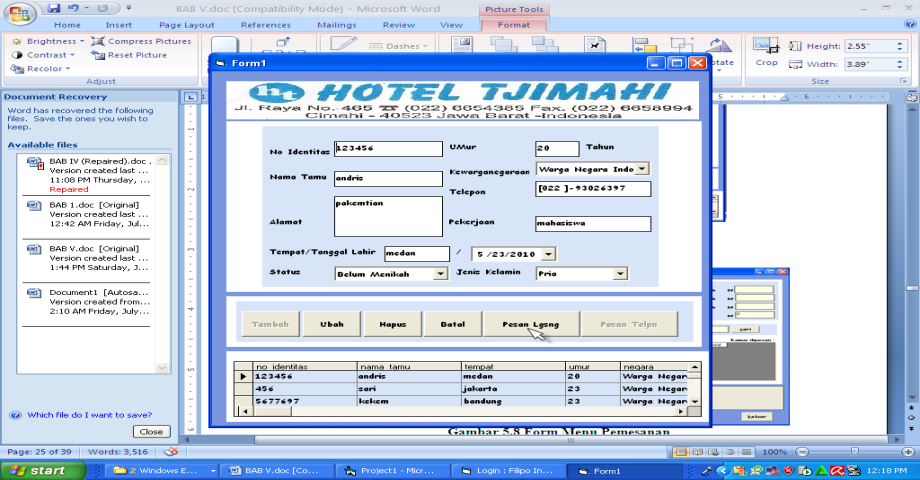 BAB V.doc [Compatibility Mode] - Microsoft Word
Picture Tools
Home Insert Page Layout References Mailings Review View Format
Brightness
Contrast
Recolor
Compress Pictures
Reset Picture
Adjust
Dashes
Crop
Height: 2.55"
Width: 3.89"
Size
Document Recovery
Word has recovered the following
files. Save the ones you wish to
keep.
Available files
BAB IV (Repaired).doc .
Version created last ...
11:08 PM Thursday, ...
Repaired
BAB 1.doc [Original]
Version created last ...
12:42 AM Friday, Jul...
BAB V.doc [Original]
Version created last ...
1:44 PM Saturday, J...
Document1 [Autosa...
Version created from...
2:10 AM Friday, July...
Which file do I want to save?
Close
Form1
HOTEL TJIMAHI
Jl. Raya No. 465 ☎ (022) 6654385 Fax. (022) 6658994
Cimahi - 40523 Jawa Barat -Indonesia
No Identitas 123456
UMur 20 Tahun
Nama Tamu andris
Kewarganegaraan Warga Negara Indo
Telepon [022 ]-93026397
Alamat pakemtian
Pekerjaan mahasiswa
Tempat/Tanggal Lahir medan / 5 /23/2010
Status Belum Menikah
Jenis Kelamin Pria
Tambah Ubah Hapus Batal Pesan Lgsng Pesan Telpn
no_identitas nama_tamu tempat umur negara
123456 andris medan 20 Warga Negar
456 sari jakarta 23 Warga Negar
5677697 kekem bandung 23 Warga Negar
cari
Kamar dipesan
keluar
Gambar 5.8 Form Menu Pemesanan
Page: 25 of 39 Words: 3,516 100%
start
2 Windows E...
BAB V.doc [Co...
Project1 - Micr...
Login : Filipo In...
Form1
12:18 PM